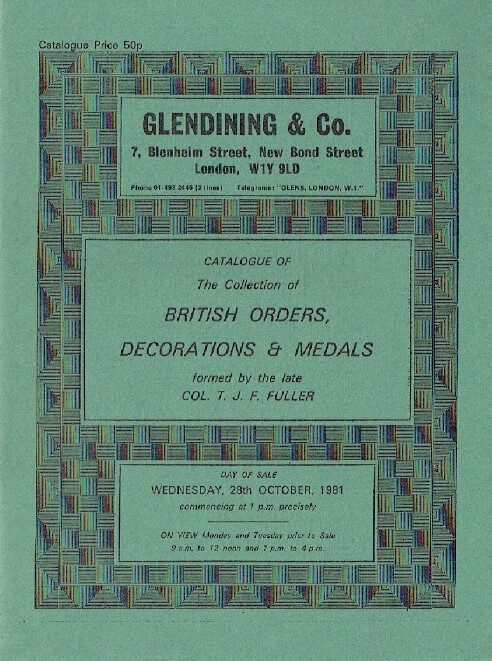 Catalogue Price 50p
GLENDINING & Co.
7, Blenheim Street, New Bond Street
London, W1Y 9LD
Phone 01-493 2445 (2 lines) Telegrams: "GLENS, LONDON, W.1."
CATALOGUE OF
The Collection of
BRITISH ORDERS,
DECORATIONS & MEDALS
formed by the late
COL. T. J. F. FULLER
DAY OF SALE
WEDNESDAY, 28th OCTOBER, 1981
commencing at 1 p.m. precisely
ON VIEW Monday and Tuesday prior to Sale
9 a.m. to 12 noon and 1 p.m. to 4 p.m.